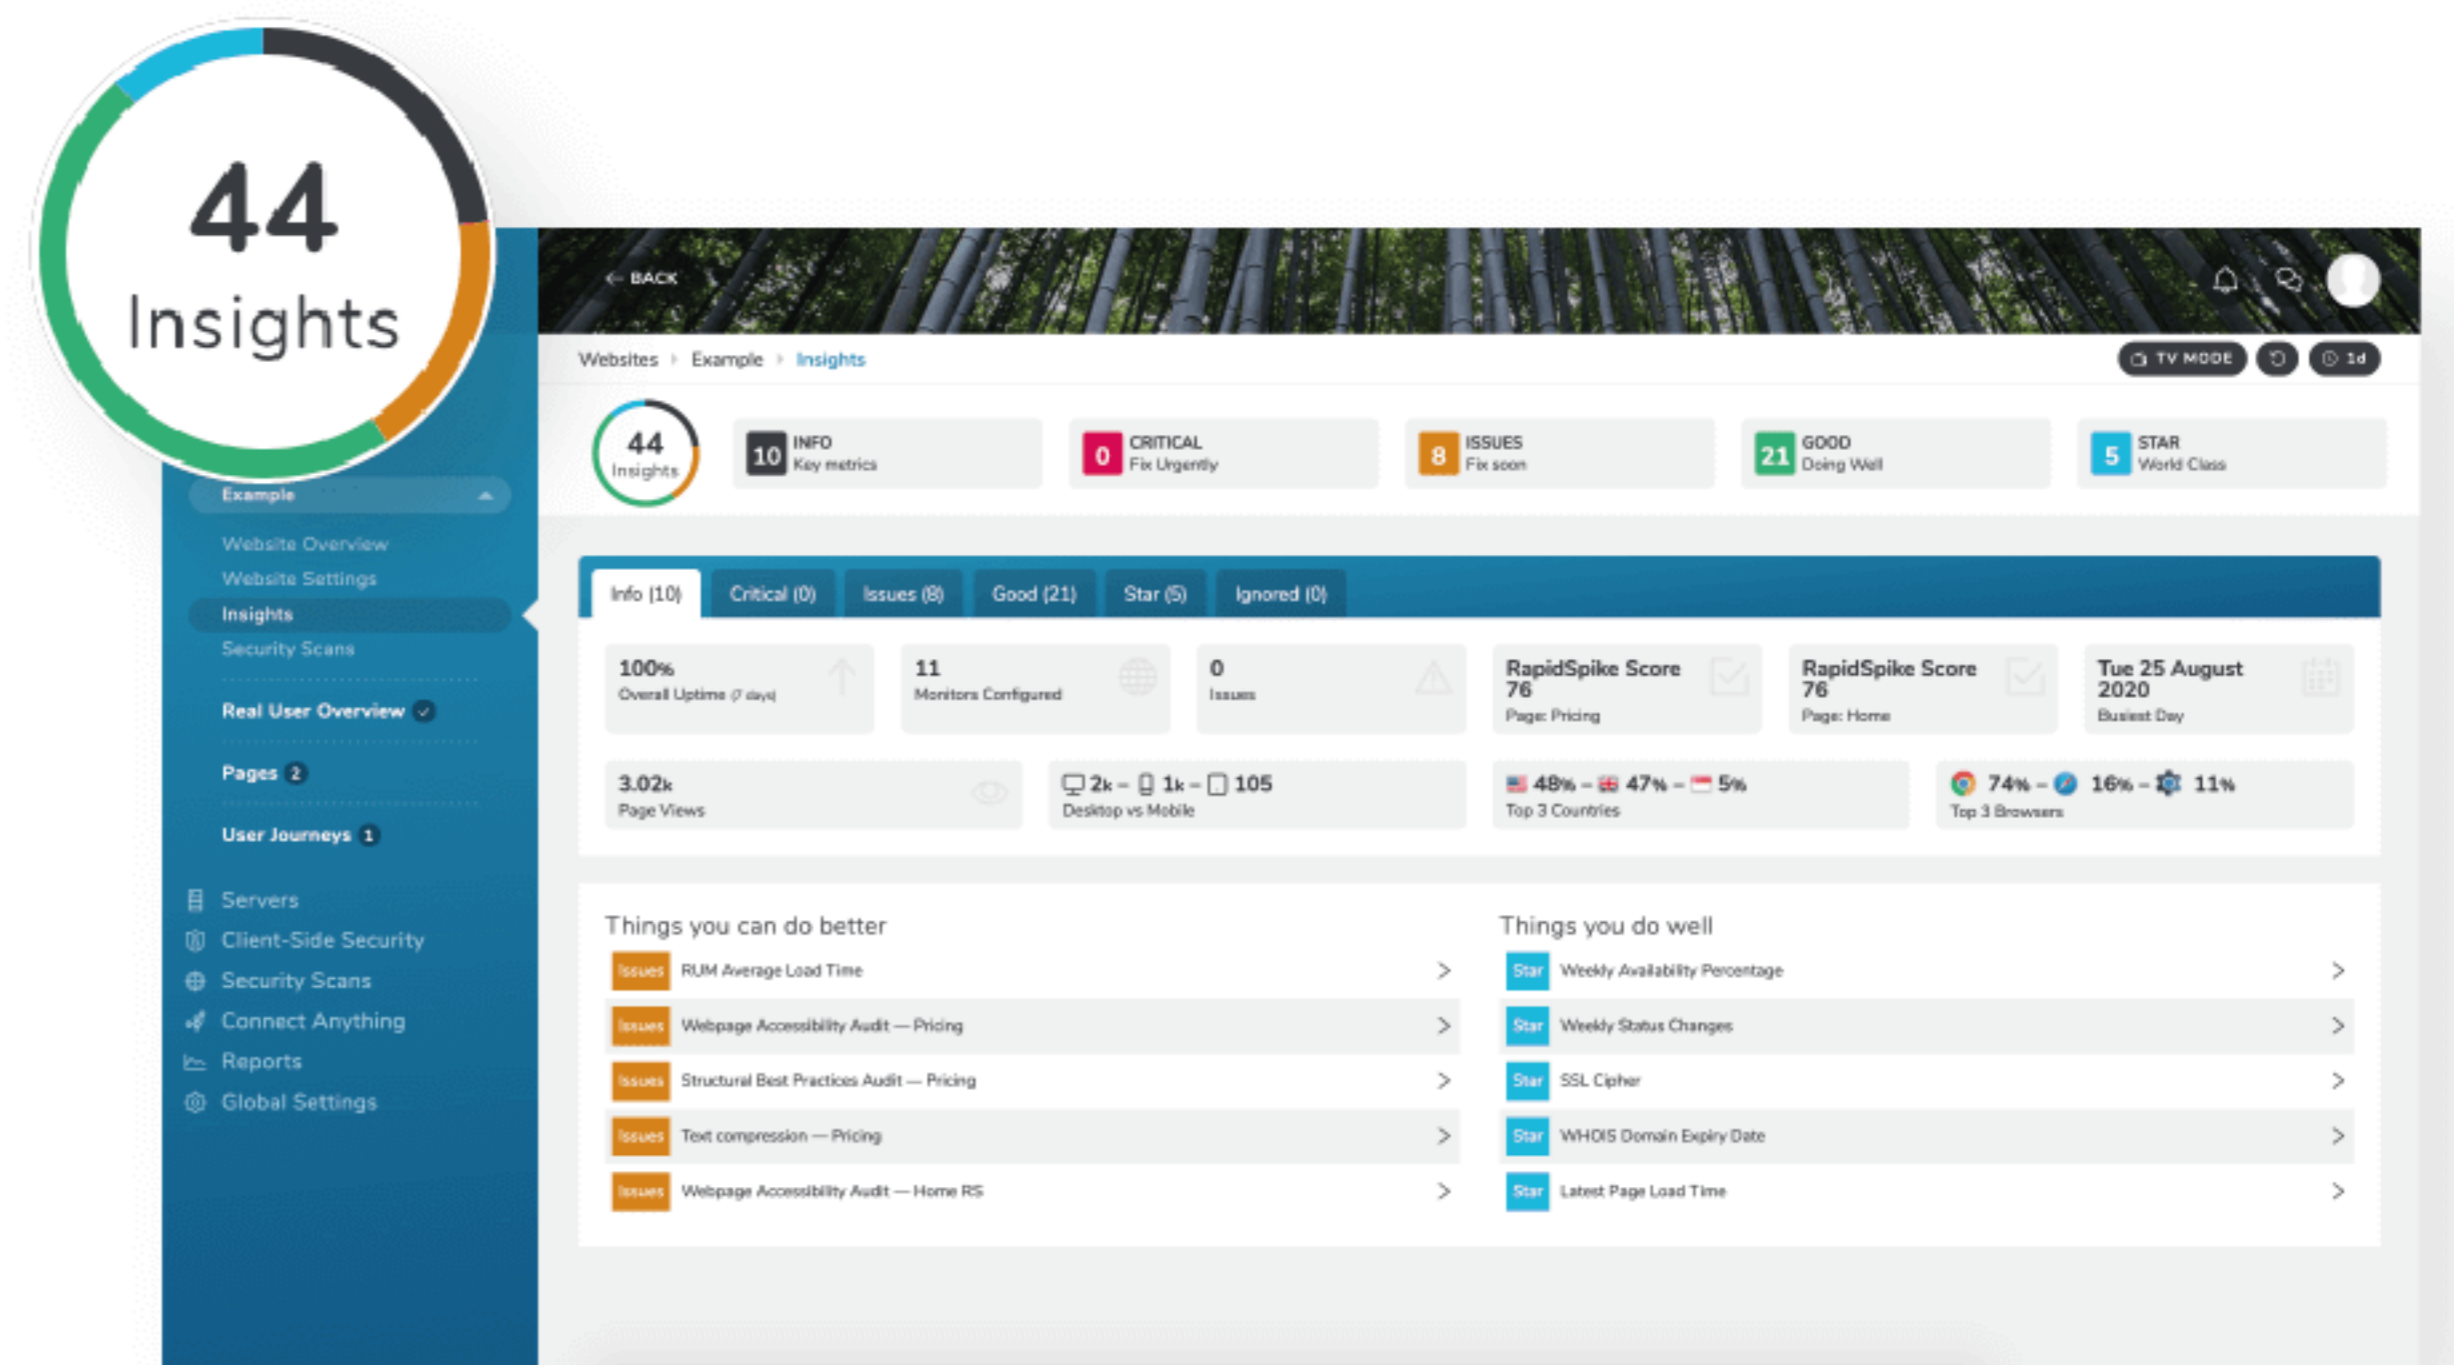 44
Insights
← BACK
Websites Example Insights
TV MODE
1d
44
Insights
10 INFO
Key metrics
0 CRITICAL
Fix Urgently
8 ISSUES
Fix soon
21 GOOD
Doing Well
5 STAR
World Class
Example
Website Overview
Website Settings
Insights
Security Scans
Real User Overview
Pages 2
User Journeys 1
Servers
Client-Side Security
Security Scans
Connect Anything
Reports
Global Settings
Info (10) Critical (0) Issues (8) Good (21) Star (5) Ignored (0)
100%
Overall Uptime (7 days)
11
Monitors Configured
0
Issues
RapidSpike Score
76
Page: Pricing
RapidSpike Score
76
Page: Home
Tue 25 August
2020
Busiest Day
3.02k
Page Views
2k – 1k – 105
Desktop vs Mobile
48% – 47% – 5%
Top 3 Countries
74% – 16% – 11%
Top 3 Browsers
Things you can do better
Issues RUM Average Load Time
Issues Webpage Accessibility Audit — Pricing
Issues Structural Best Practices Audit — Pricing
Issues Text compression — Pricing
Issues Webpage Accessibility Audit — Home RS
Things you do well
Star Weekly Availability Percentage
Star Weekly Status Changes
Star SSL Cipher
Star WHOIS Domain Expiry Date
Star Latest Page Load Time